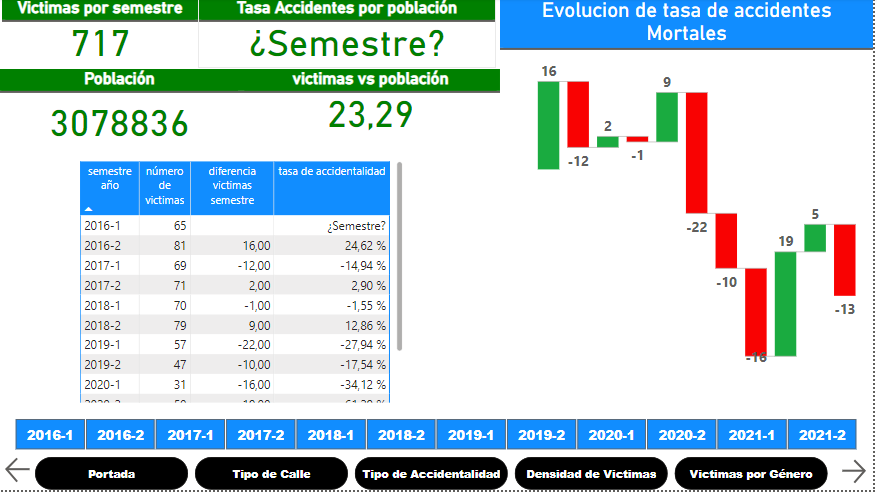 Victimas por semestre
Tasa Accidentes por población
Evolucion de tasa de accidentes
Mortales
717
¿Semestre?
Población
victimas vs población
3078836
23,29
semestre año número de victimas diferencia victimas semestre tasa de accidentalidad
2016-1 65 ¿Semestre?
2016-2 81 16,00 24,62 %
2017-1 69 -12,00 -14,94 %
2017-2 71 2,00 2,90 %
2018-1 70 -1,00 -1,55 %
2018-2 79 9,00 12,86 %
2019-1 57 -22,00 -27,94 %
2019-2 47 -10,00 -17,54 %
2020-1 31 -16,00 -34,12 %
16
-12
2
-1
9
-22
-10
-16
19
5
-13
2016-1 2016-2 2017-1 2017-2 2018-1 2018-2 2019-1 2019-2 2020-1 2020-2 2021-1 2021-2
Portada Tipo de Calle Tipo de Accidentalidad Densidad de Victimas Victimas por Género